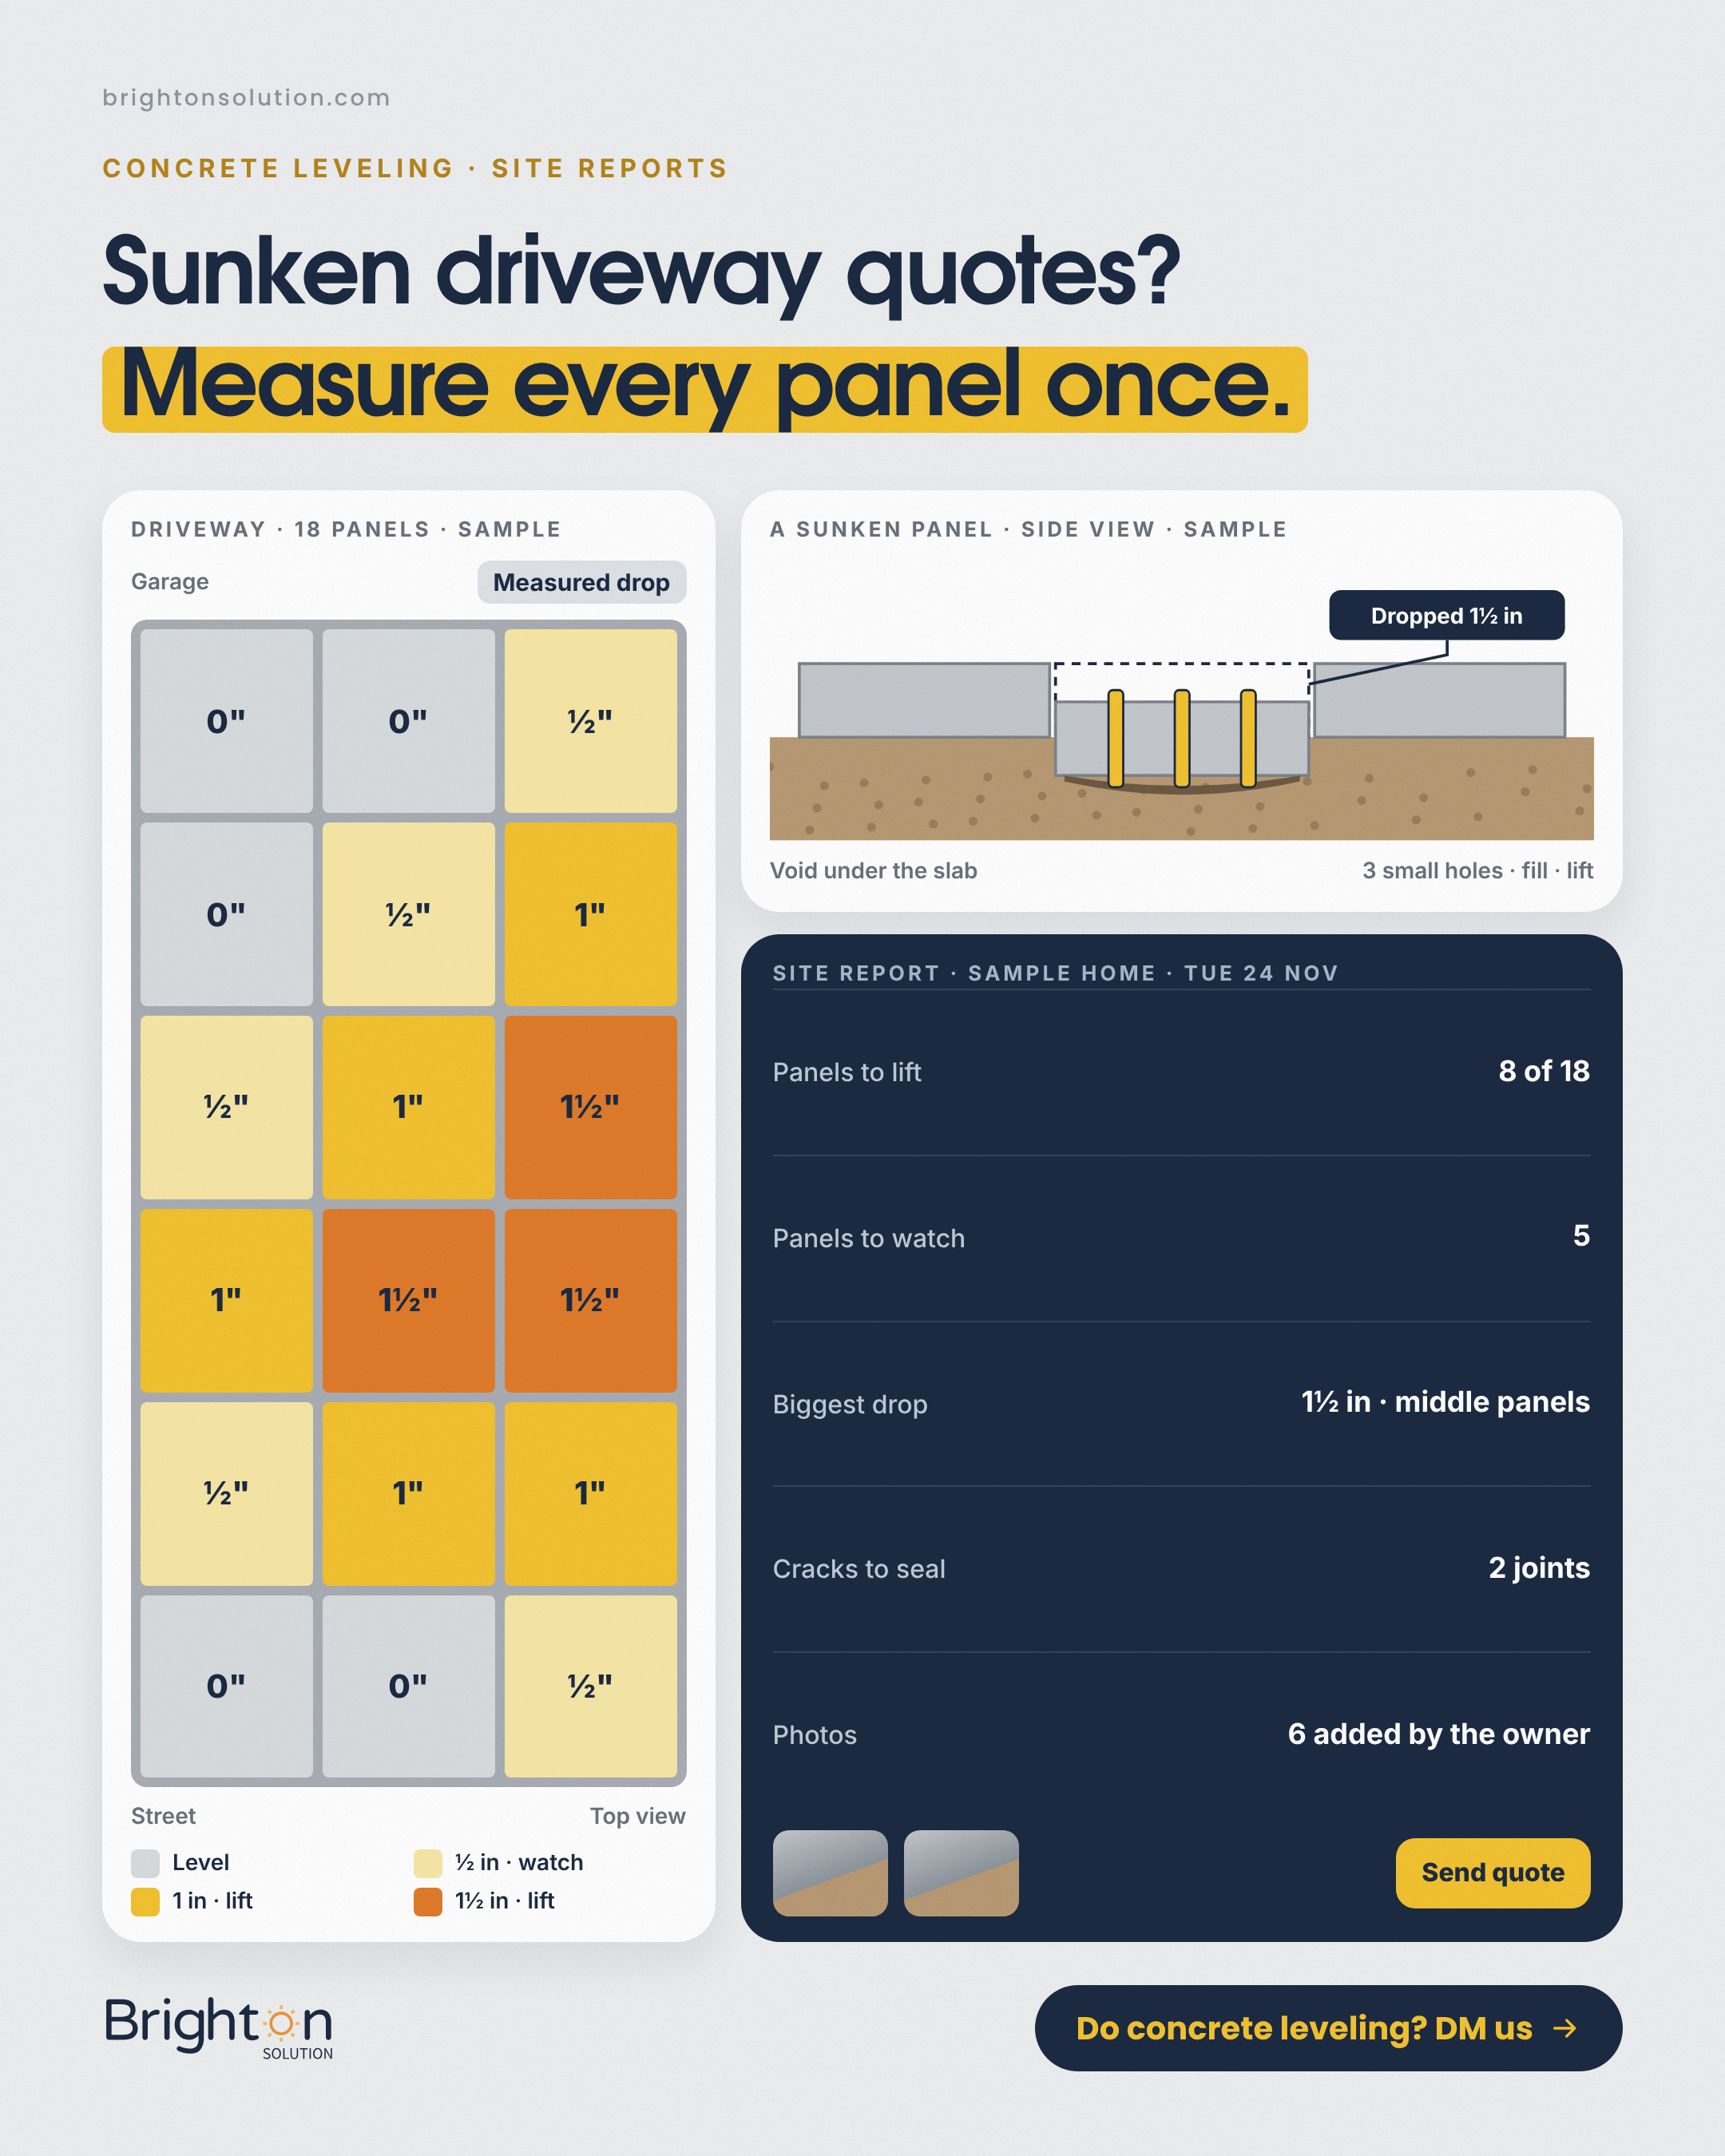 brightonsolution.com
CONCRETE LEVELING · SITE REPORTS
Sunken driveway quotes?
Measure every panel once.
DRIVEWAY · 18 PANELS · SAMPLE
Garage
Measured drop
0" 0" ½"
0" ½" 1"
½" 1" 1½"
1" 1½" 1½"
½" 1" 1"
0" 0" ½"
Street
Top view
Level
½ in · watch
1 in · lift
1½ in · lift
A SUNKEN PANEL · SIDE VIEW · SAMPLE
Dropped 1½ in
Void under the slab
3 small holes · fill · lift
SITE REPORT · SAMPLE HOME · TUE 24 NOV
Panels to lift 8 of 18
Panels to watch 5
Biggest drop 1½ in · middle panels
Cracks to seal 2 joints
Photos 6 added by the owner
Send quote
Brighton
SOLUTION
Do concrete leveling? DM us →